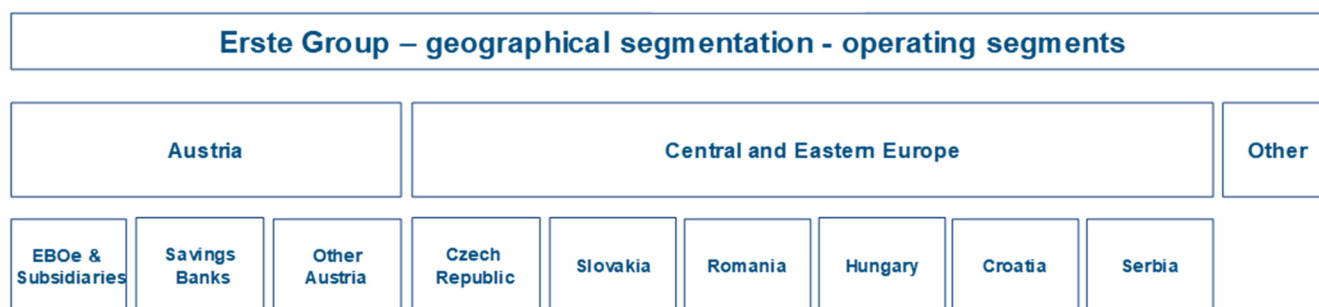 Erste Group – geographical segmentation - operating segments
Austria
Central and Eastern Europe
Other
EBOe &
Subsidiaries
Savings
Banks
Other
Austria
Czech
Republic
Slovakia
Romania
Hungary
Croatia
Serbia